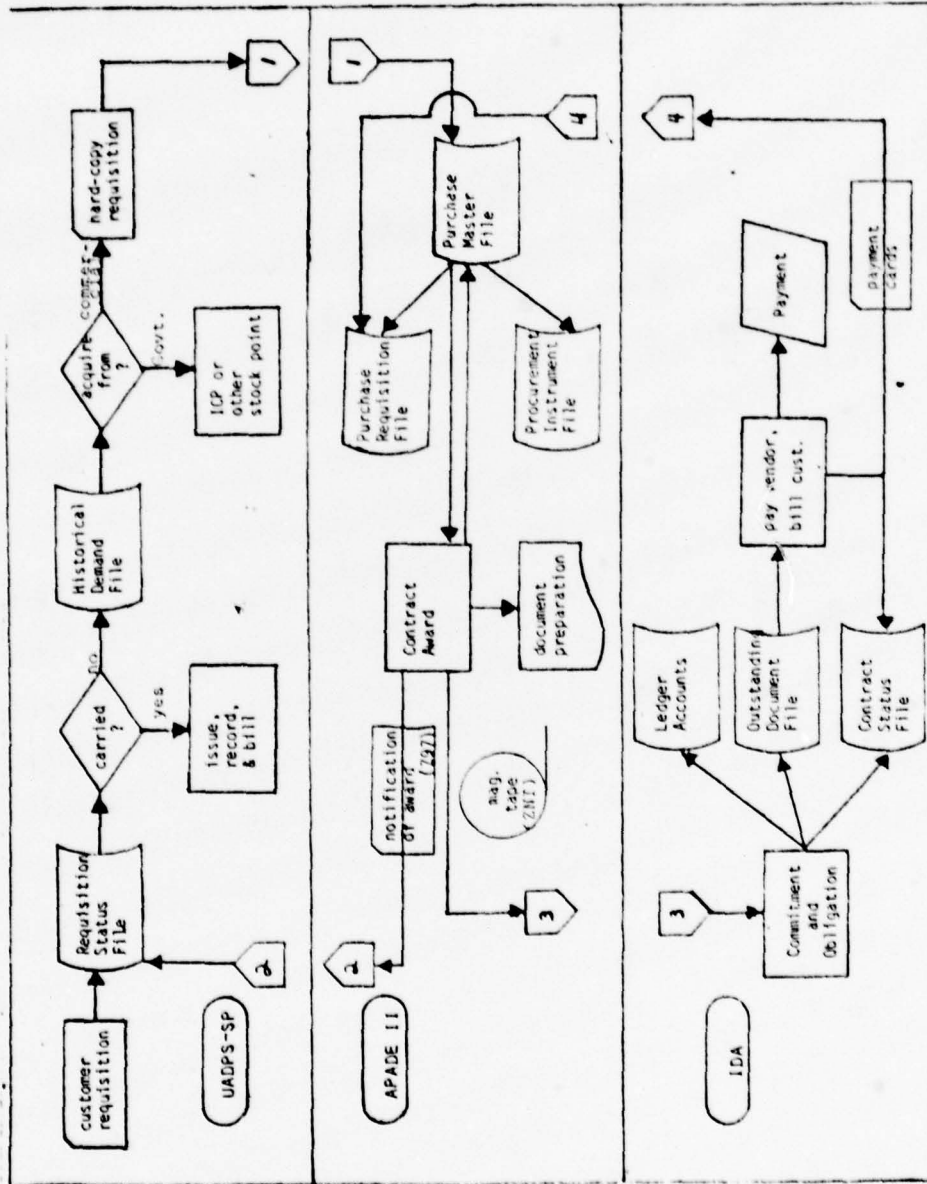 customer
requisition
Requisition
Status
File
carried
?
no
yes
issue,
record,
& bill
Historical
Demand
File
acquire
from
?
commer-
cial
Govt.
ICP or
other
stock point
hard-copy
requisition
1
2
UADPS-SP
APADE II
2
notification
of award
(Z97)
mag.
tape
(ZNI)
3
Contract
Award
document
preparation
Purchase
Requisition
File
Procurement
Instrument
File
Purchase
Master
File
1
4
IDA
3
Commitment
and
Obligation
Ledger
Accounts
Outstanding
Document
File
Contract
Status
File
pay vendor,
bill cust.
Payment
payment
cards
4